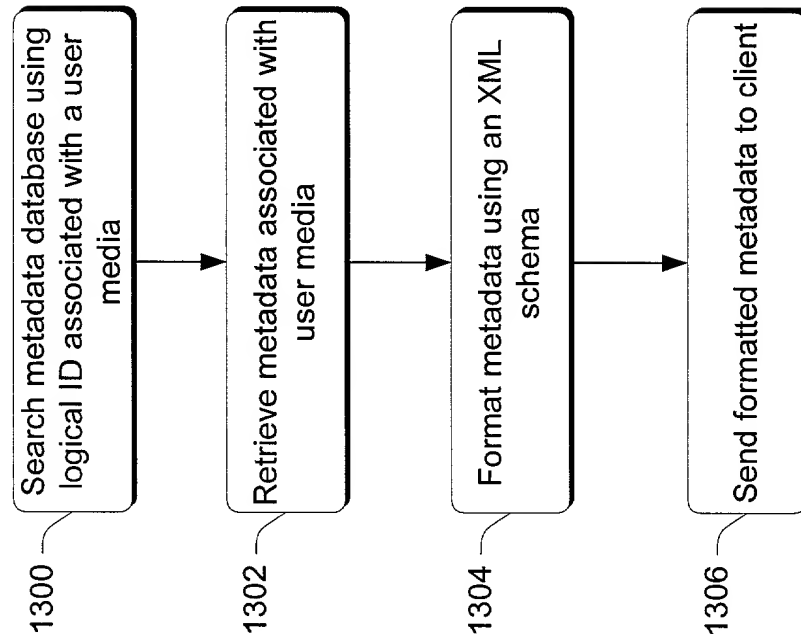 1300
Search metadata database using
logical ID associated with a user
media
1302
Retrieve metadata associated with
user media
1304
Format metadata using an XML
schema
1306
Send formatted metadata to client